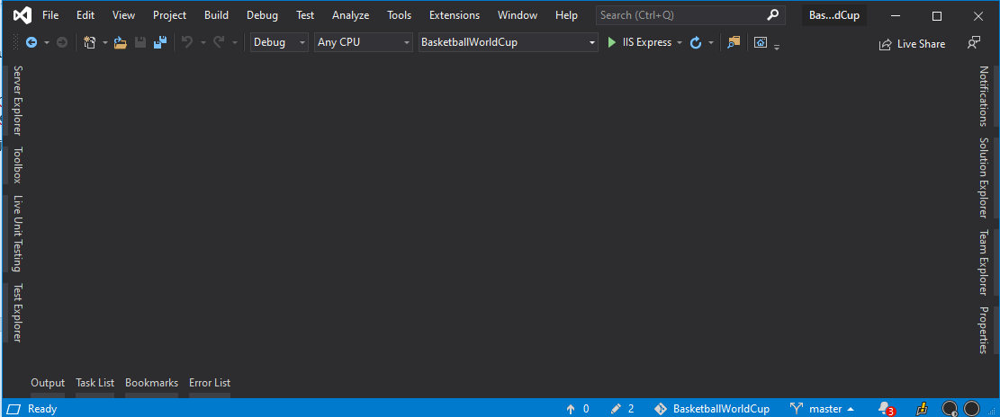 File Edit View Project Build Debug Test Analyze Tools Extensions Window Help Search (Ctrl+Q) Bas...dCup
Debug Any CPU BasketballWorldCup IIS Express Live Share
Server Explorer
Toolbox
Live Unit Testing
Test Explorer
Notifications
Solution Explorer
Team Explorer
Properties
Output Task List Bookmarks Error List
Ready 0 2 BasketballWorldCup master 3